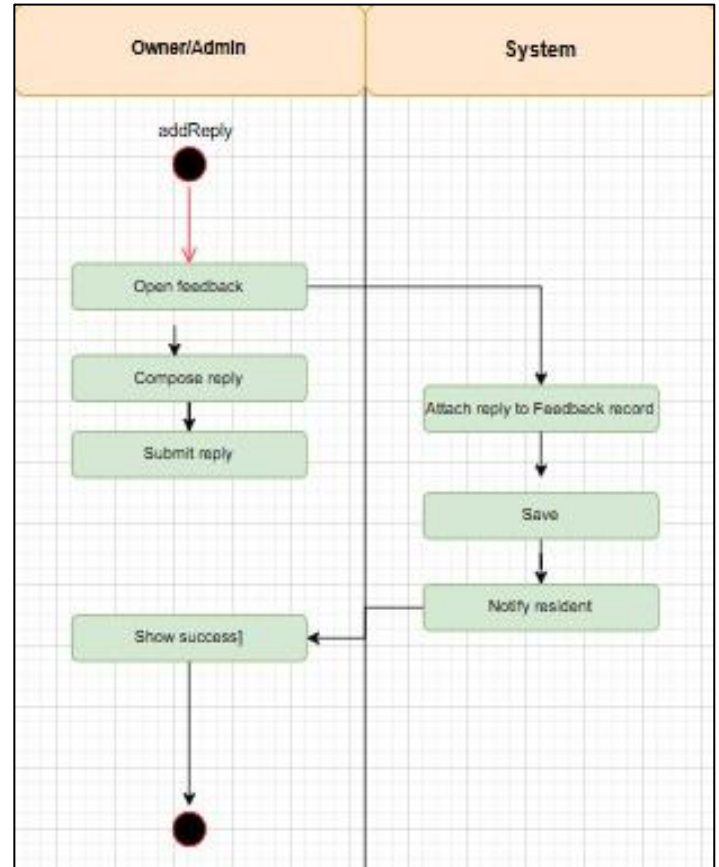 Owner/Admin
System
addReply
Open feedback
Compose reply
Attach reply to Feedback record
Submit reply
Save
Notify resident
Show success]